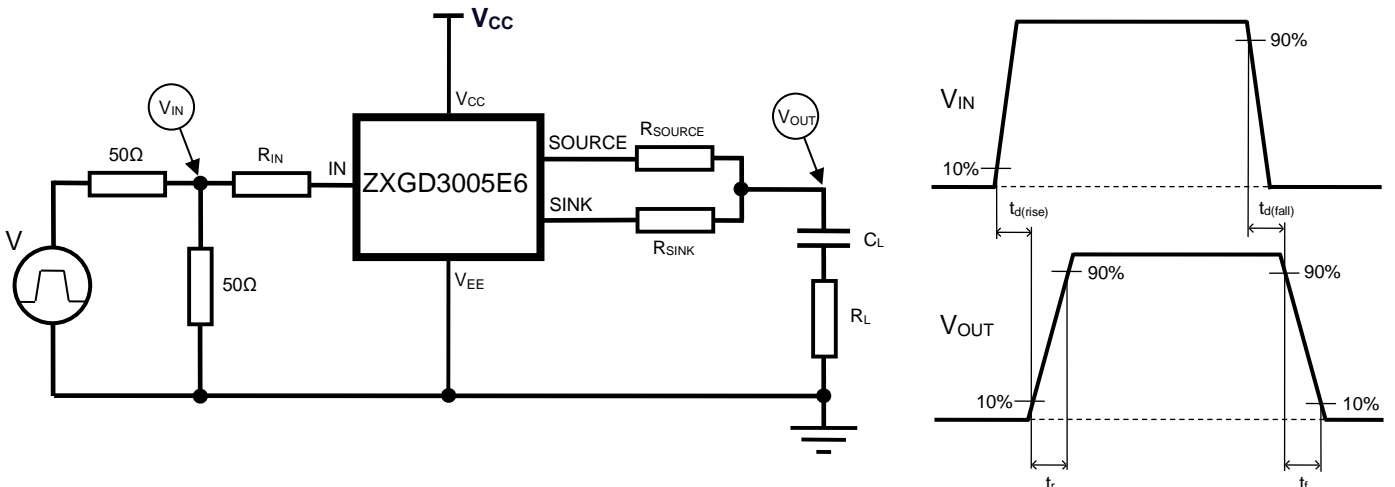 VCC
VCC
VIN
50Ω
RIN
IN
ZXGD3005E6
SOURCE
RSOURCE
VOUT
SINK
RSINK
V
50Ω
VEE
CL
RL
VIN
90%
10%
td(rise)
td(fall)
VOUT
90%
90%
10%
10%
tr
tf